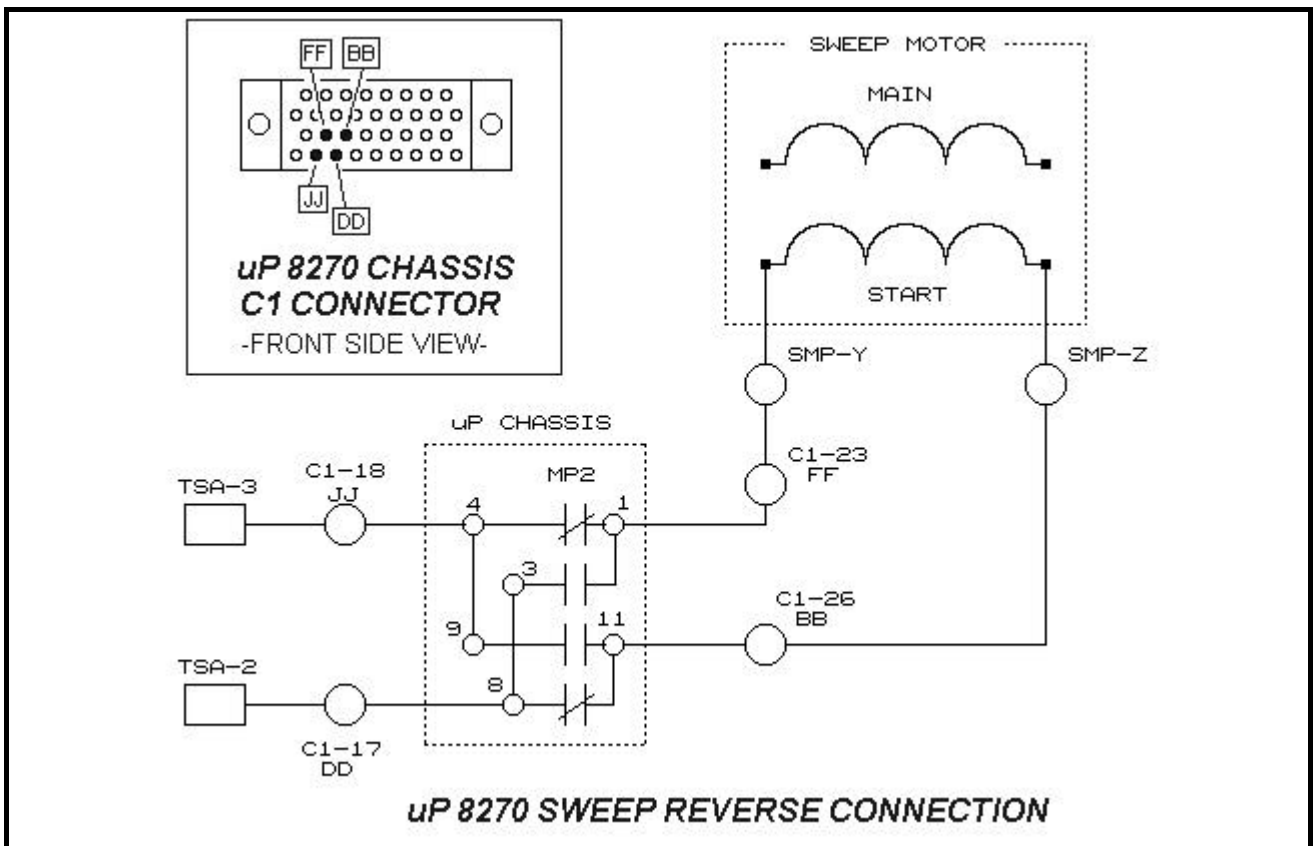 FF BB
JJ
DD
uP 8270 CHASSIS
C1 CONNECTOR
-FRONT SIDE VIEW-
SWEEP MOTOR
MAIN
START
SMP-Y
SMP-Z
uP CHASSIS
C1-23
FF
MP2
C1-18
JJ
TSA-3
4
1
3
C1-26
BB
9
11
TSA-2
8
C1-17
DD
uP 8270 SWEEP REVERSE CONNECTION